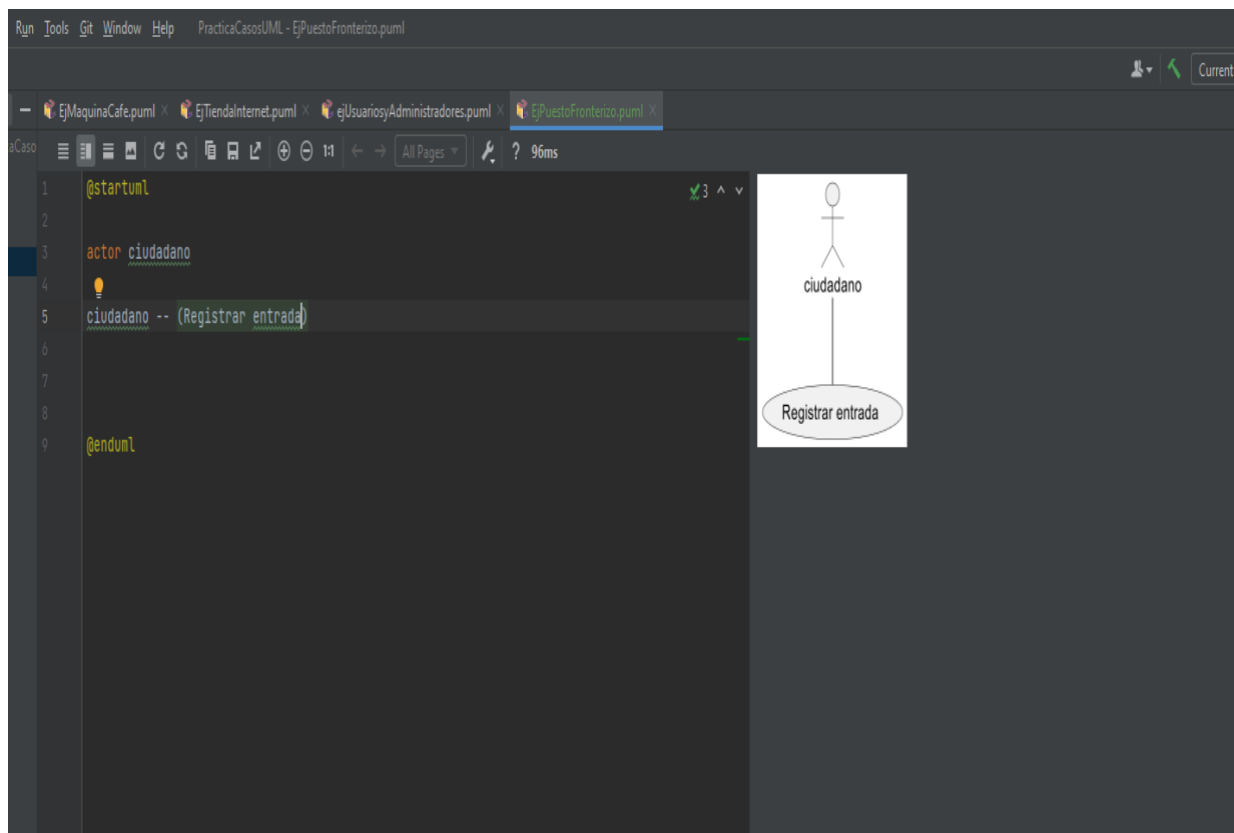 Run Tools Git Window Help PracticaCasosUML - EjPuestoFronterizo.puml
Current
EjMaquinaCafe.puml EjTiendaInternet.puml ejUsuariosyAdministradores.puml EjPuestoFronterizo.puml
aCaso 1:1 All Pages ? 96ms
1 @startuml 3
2
3 actor ciudadano
4
5 ciudadano -- (Registrar entrada)
6
7
8
9 @enduml
ciudadano
Registrar entrada